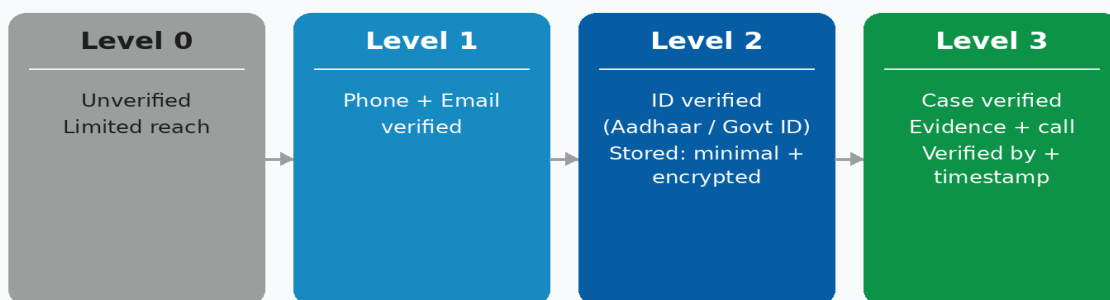 Level 0
Unverified
Limited reach
Level 1
Phone + Email
verified
Level 2
ID verified
(Aadhaar / Govt ID)
Stored: minimal +
encrypted
Level 3
Case verified
Evidence + call
Verified by +
timestamp